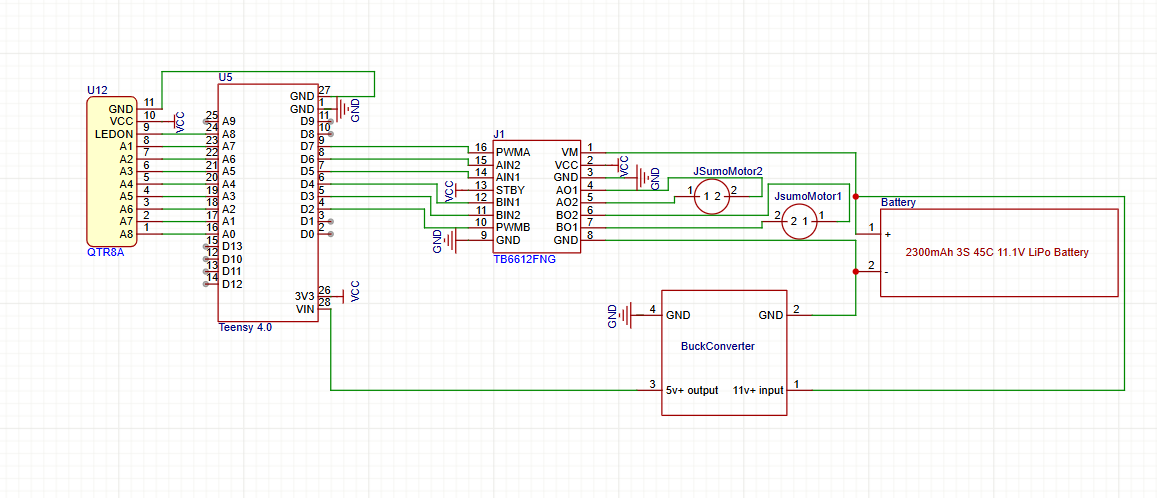 U12
GND 11
VCC 10
LEDON 9
A1 8
A2 7
A3 6
A4 5
A5 4
A6 3
A7 2
A8 1
QTR8A
VCC
U5
25 A9
24 A8
23 A7
22 A6
21 A5
20 A4
19 A3
18 A2
17 A1
16 A0
15 D13
12 D10
13 D11
14 D12
GND 27
GND 1
D9 11
D8 10
D7 9
D6 8
D5 7
D4 6
D3 5
D2 4
D1 3
D0 2
3V3 26
VIN 28
Teensy 4.0
GND
VCC
J1
16 PWMA
15 AIN2
14 AIN1
13 STBY
12 BIN1
11 BIN2
10 PWMB
9 GND
VM 1
VCC 2
GND 3
AO1 4
AO2 5
BO2 6
BO1 7
GND 8
TB6612FNG
VCC
GND
VCC
GND
JSumoMotor2
1 1 2 2
JsumoMotor1
2 2 1 1
Battery
1 +
2 -
2300mAh 3S 45C 11.1V LiPo Battery
GND
4 GND
GND 2
BuckConverter
3 5v+ output
11v+ input 1